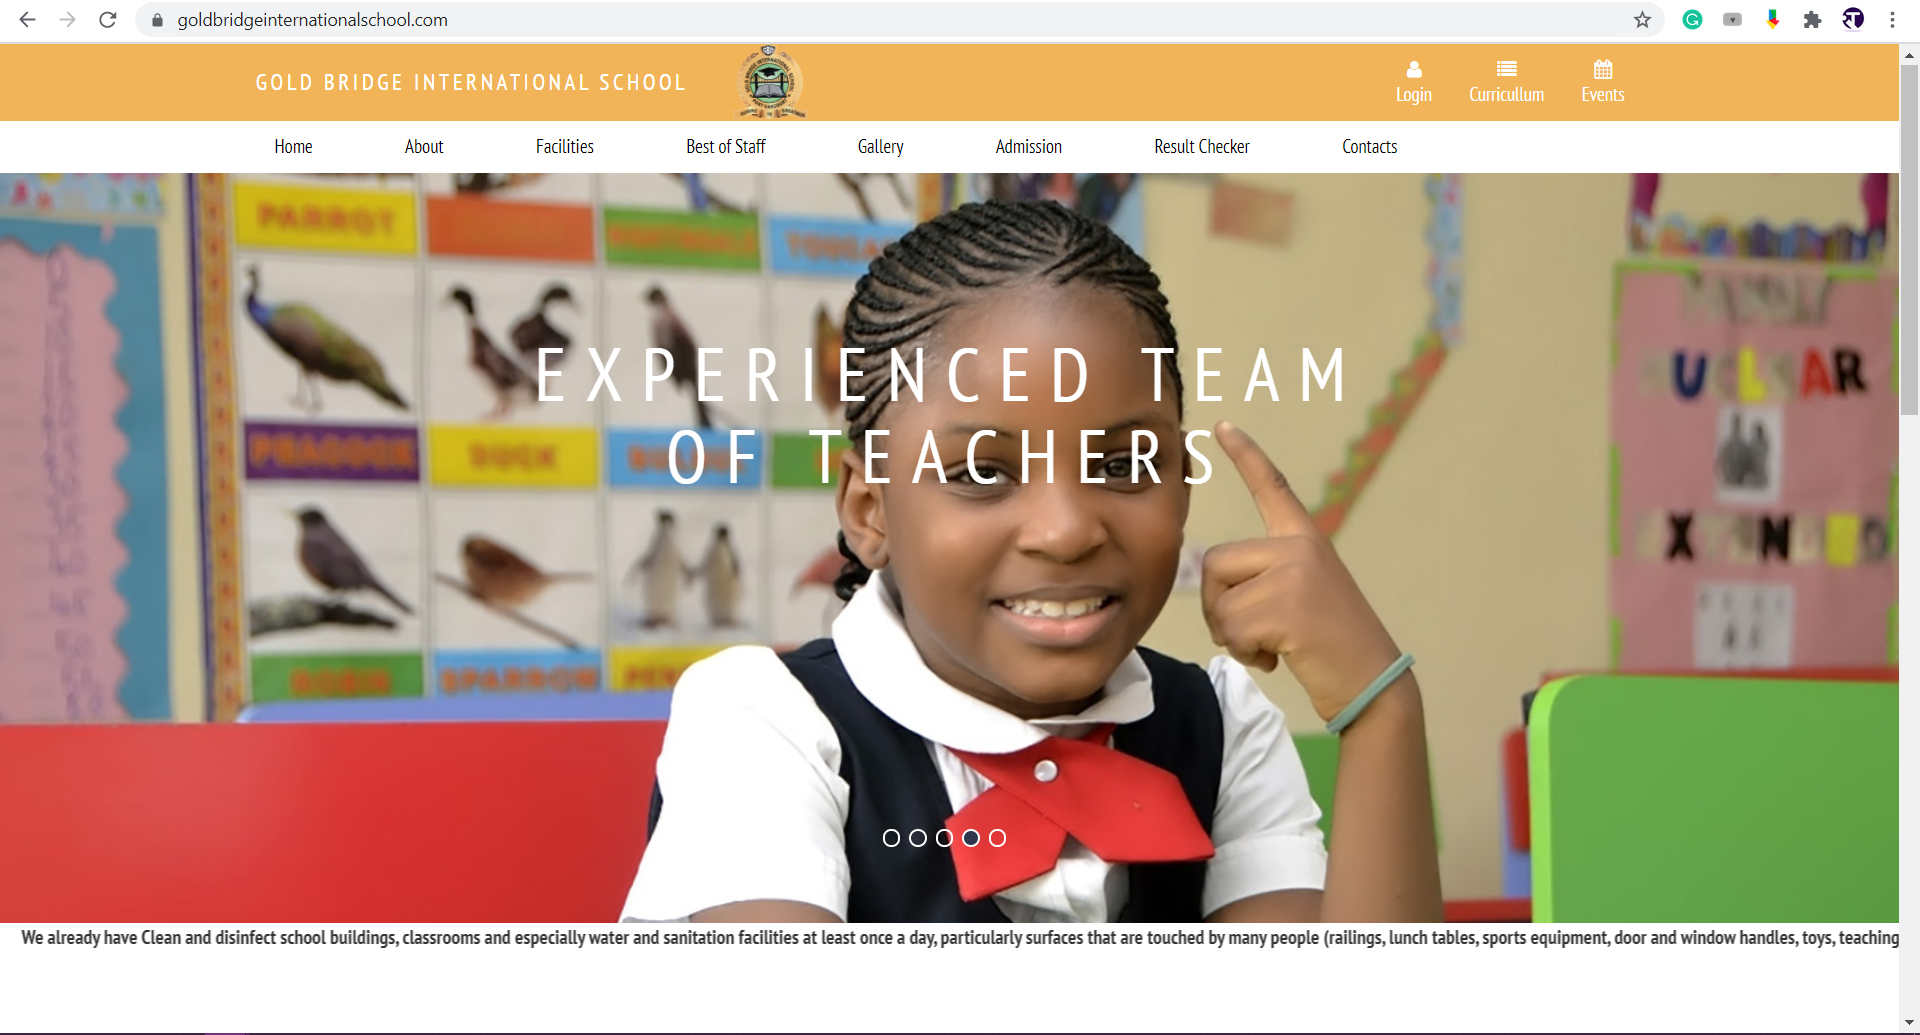 goldbridgeinternationalschool.com
GOLD BRIDGE INTERNATIONAL SCHOOL
Login
Curricullum
Events
Home
About
Facilities
Best of Staff
Gallery
Admission
Result Checker
Contacts
PARROT
TOUCA
EXPERIENCED TEAM
OF TEACHERS
PEACOCK
DUCK
ROBIN
SPARROW
PEN
We already have Clean and disinfect school buildings, classrooms and especially water and sanitation facilities at least once a day, particularly surfaces that are touched by many people (railings, lunch tables, sports equipment, door and window handles, toys, teaching